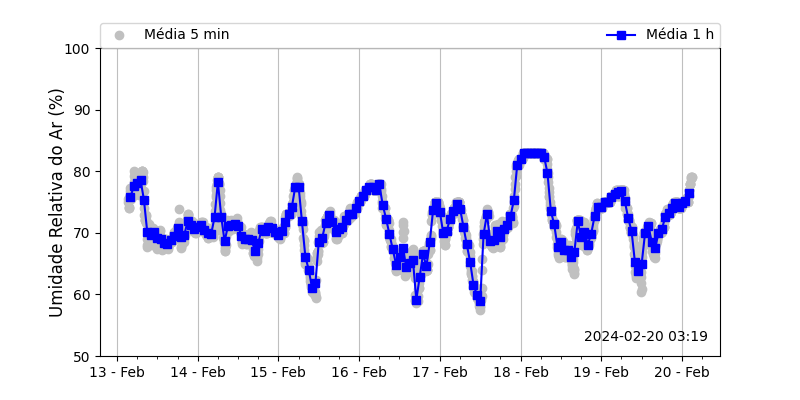 Média 5 min
Média 1 h
Umidade Relativa do Ar (%)
100
90
80
70
60
50
2024-02-20 03:19
13 - Feb
14 - Feb
15 - Feb
16 - Feb
17 - Feb
18 - Feb
19 - Feb
20 - Feb